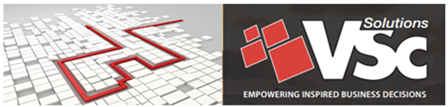 Solutions
VSc
EMPOWERING INSPIRED BUSINESS DECISIONS